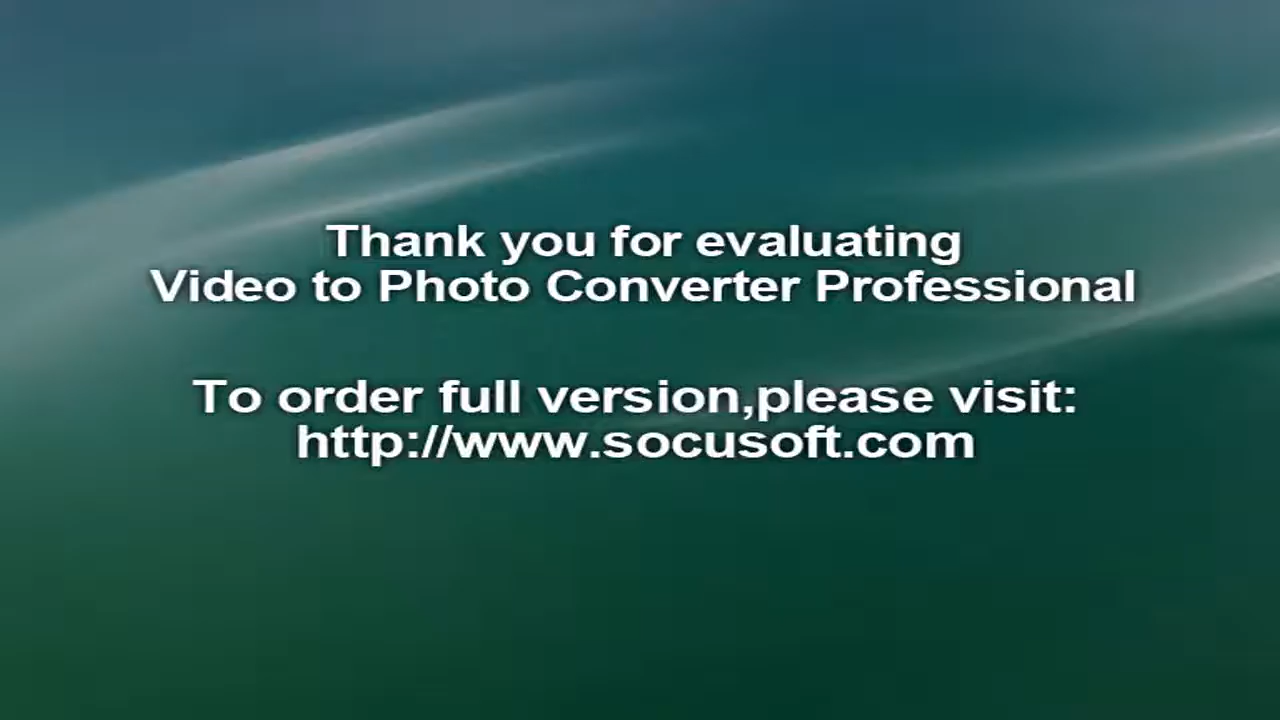 Thank you for evaluating
Video to Photo Converter Professional
To order full version,please visit:
http://www.socusoft.com